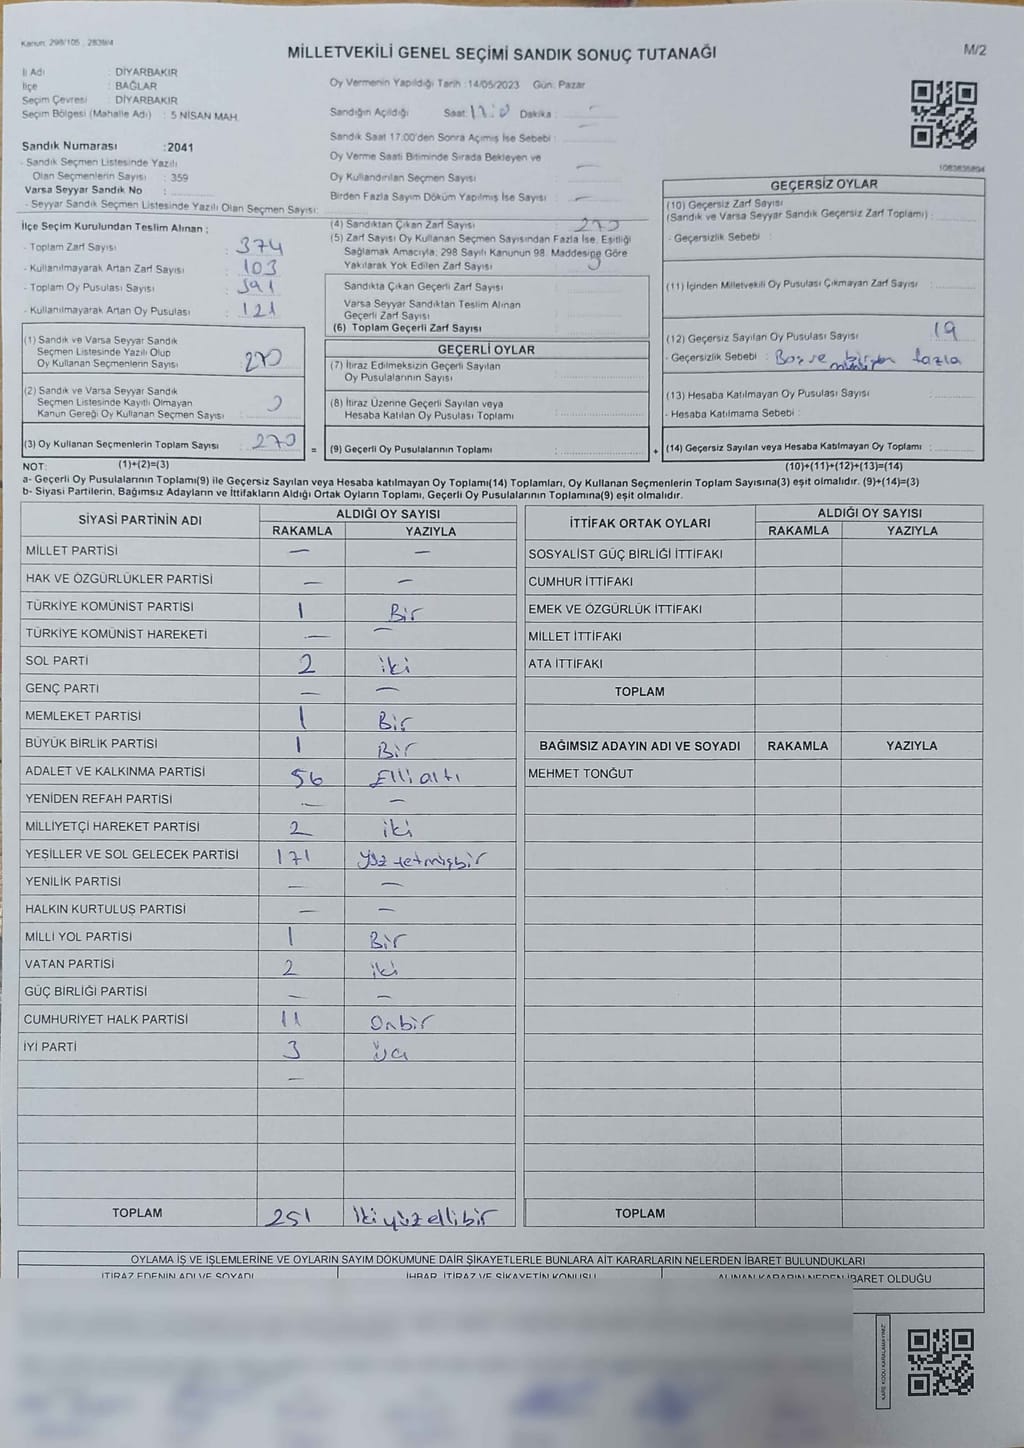 Kanun: 298/105 , 2839/4
MİLLETVEKİLİ GENEL SEÇİMİ SANDIK SONUÇ TUTANAĞI
M/2
İl Adı : DİYARBAKIR
İlçe : BAĞLAR
Seçim Çevresi : DİYARBAKIR
Seçim Bölgesi (Mahalle Adı) : 5 NİSAN MAH.
Oy Vermenin Yapıldığı Tarih :14/05/2023 Gün: Pazar
Sandığın Açıldığı Saat: 17:0 Dakika : –
Sandık Saat 17:00'den Sonra Açılmış İse Sebebi : –
Oy Verme Saati Bitiminde Sırada Bekleyen ve
Oy Kullandırılan Seçmen Sayısı : –
Birden Fazla Sayım Döküm Yapılmış İse Sayısı : –
Sandık Numarası :2041
- Sandık Seçmen Listesinde Yazılı
Olan Seçmenlerin Sayısı : 359
Varsa Seyyar Sandık No :
- Seyyar Sandık Seçmen Listesinde Yazılı Olan Seçmen Sayısı:
İlçe Seçim Kurulundan Teslim Alınan ;
- Toplam Zarf Sayısı : 374
- Kullanılmayarak Artan Zarf Sayısı : 103
- Toplam Oy Pusulası Sayısı : 391
- Kullanılmayarak Artan Oy Pusulası : 121
(1) Sandık ve Varsa Seyyar Sandık
Seçmen Listesinde Yazılı Olup
Oy Kullanan Seçmenlerin Sayısı : 270
(2) Sandık ve Varsa Seyyar Sandık
Seçmen Listesinde Kayıtlı Olmayan
Kanun Gereği Oy Kullanan Seçmen Sayısı : 0
(3) Oy Kullanan Seçmenlerin Toplam Sayısı : 270
(1)+(2)=(3)
(4) Sandıktan Çıkan Zarf Sayısı : 270
(5) Zarf Sayısı Oy Kullanan Seçmen Sayısından Fazla İse, Eşitliği
Sağlamak Amacıyla, 298 Sayılı Kanunun 98. Maddesine Göre
Yakılarak Yok Edilen Zarf Sayısı :
Sandıkta Çıkan Geçerli Zarf Sayısı :
Varsa Seyyar Sandıktan Teslim Alınan
Geçerli Zarf Sayısı :
(6) Toplam Geçerli Zarf Sayısı :
GEÇERLİ OYLAR
(7) İtiraz Edilmeksizin Geçerli Sayılan
Oy Pusulalarının Sayısı :
(8) İtiraz Üzerine Geçerli Sayılan veya
Hesaba Katılan Oy Pusulası Toplamı :
= (9) Geçerli Oy Pusulalarının Toplamı :
1083835894
GEÇERSİZ OYLAR
(10) Geçersiz Zarf Sayısı
(Sandık ve Varsa Seyyar Sandık Geçersiz Zarf Toplamı) :
- Geçersizlik Sebebi :
(11) İçinden Milletvekili Oy Pusulası Çıkmayan Zarf Sayısı :
(12) Geçersiz Sayılan Oy Pusulası Sayısı : 19
- Geçersizlik Sebebi : Boş ve birden fazla
(13) Hesaba Katılmayan Oy Pusulası Sayısı :
- Hesaba Katılmama Sebebi :
+ (14) Geçersiz Sayılan veya Hesaba Katılmayan Oy Toplamı :
(10)+(11)+(12)+(13)=(14)
NOT:
a- Geçerli Oy Pusulalarının Toplamı(9) ile Geçersiz Sayılan veya Hesaba katılmayan Oy Toplamı(14) Toplamları, Oy Kullanan Seçmenlerin Toplam Sayısına(3) eşit olmalıdır. (9)+(14)=(3)
b- Siyasi Partilerin, Bağımsız Adayların ve İttifakların Aldığı Ortak Oyların Toplamı, Geçerli Oy Pusulalarının Toplamına(9) eşit olmalıdır.
SİYASİ PARTİNİN ADI ALDIĞI OY SAYISI
RAKAMLA YAZIYLA
MİLLET PARTİSİ – –
HAK VE ÖZGÜRLÜKLER PARTİSİ – –
TÜRKİYE KOMÜNİST PARTİSİ 1 Bir
TÜRKİYE KOMÜNİST HAREKETİ – –
SOL PARTİ 2 iki
GENÇ PARTİ – –
MEMLEKET PARTİSİ 1 Bir
BÜYÜK BİRLİK PARTİSİ 1 Bir
ADALET VE KALKINMA PARTİSİ 56 Elli altı
YENİDEN REFAH PARTİSİ – –
MİLLİYETÇİ HAREKET PARTİSİ 2 iki
YEŞİLLER VE SOL GELECEK PARTİSİ 171 Yüz yetmişbir
YENİLİK PARTİSİ – –
HALKIN KURTULUŞ PARTİSİ – –
MİLLİ YOL PARTİSİ 1 Bir
VATAN PARTİSİ 2 iki
GÜÇ BİRLİĞİ PARTİSİ – –
CUMHURİYET HALK PARTİSİ 11 Onbir
İYİ PARTİ 3 üç
–
TOPLAM 251 İkiyüzellibir
İTTİFAK ORTAK OYLARI ALDIĞI OY SAYISI
RAKAMLA YAZIYLA
SOSYALİST GÜÇ BİRLİĞİ İTTİFAKI
CUMHUR İTTİFAKI
EMEK VE ÖZGÜRLÜK İTTİFAKI
MİLLET İTTİFAKI
ATA İTTİFAKI
TOPLAM
BAĞIMSIZ ADAYIN ADI VE SOYADI RAKAMLA YAZIYLA
MEHMET TONĞUT
TOPLAM
OYLAMA İŞ VE İŞLEMLERİNE VE OYLARIN SAYIM DÖKÜMÜNE DAİR ŞİKAYETLERLE BUNLARA AİT KARARLARIN NELERDEN İBARET BULUNDUKLARI
İTİRAZ EDENİN ADI VE SOYADI İHBAR, İTİRAZ VE ŞİKAYETİN KONUSU ALINAN KARARIN NEDEN İBARET OLDUĞU
KARE KODU KARALAMAYINIZ